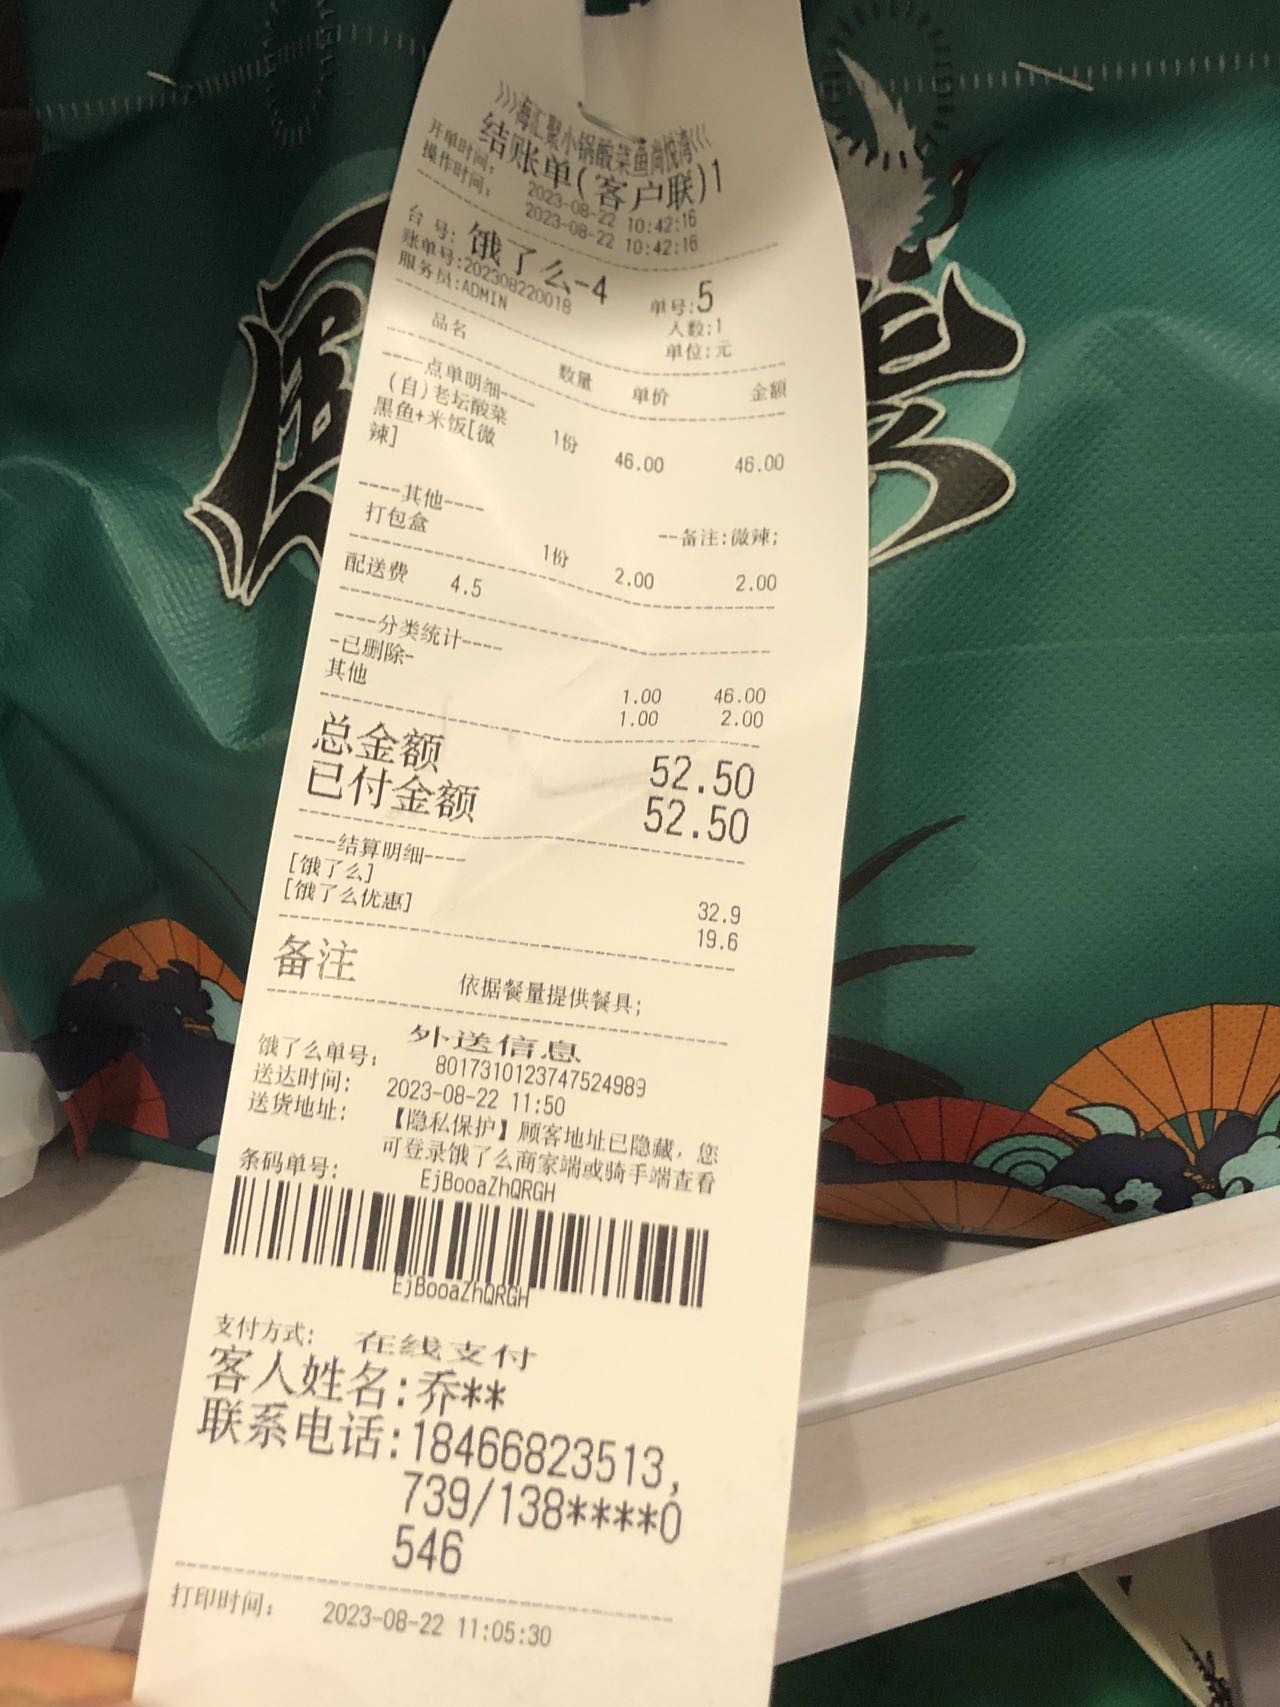 》》》海汇聚小锅酸菜鱼尚悦湾《《《
结账单(客户联)1
开单时间: 2023-08-22 10:42:16
操作时间: 2023-08-22 10:42:16
台号: 饿了么-4 单号:5
账单号:202308220018 人数:1
服务员:ADMIN 单位:元
品名 数量 单价 金额
----点单明细----
(自)老坛酸菜 1份 46.00 46.00
黑鱼+米饭[微
辣]
--备注:微辣;
----其他----
打包盒 1份 2.00 2.00
配送费 4.5
----分类统计----
-已删除- 1.00 46.00
其他 1.00 2.00
总金额 52.50
已付金额 52.50
----结算明细----
[饿了么] 32.9
[饿了么优惠] 19.6
备注 依据餐量提供餐具;
外送信息
饿了么单号: 8017310123747524989
送达时间: 2023-08-22 11:50
送货地址: 【隐私保护】顾客地址已隐藏，您
可登录饿了么商家端或骑手端查看
条码单号: EjBooaZhQRGH
EjBooaZhQRGH
支付方式: 在线支付
客人姓名:乔**
联系电话:18466823513,
739/138****0
546
打印时间: 2023-08-22 11:05:30